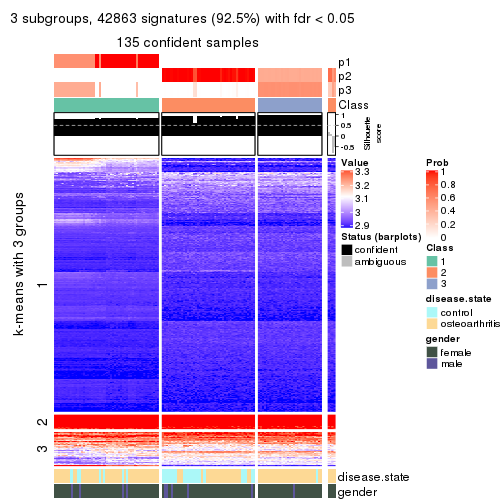 3 subgroups, 42863 signatures (92.5%) with fdr < 0.05
135 confident samples
p1
p2
p3
Class
1
0.5
0
-0.5
Silhouette
score
k-means with 3 groups
1
2
3
disease.state
gender
Value
3.3
3.2
3.1
3
2.9
Status (barplots)
confident
ambiguous
Prob
1
0.8
0.6
0.4
0.2
0
Class
1
2
3
disease.state
control
osteoarthritis
gender
female
male